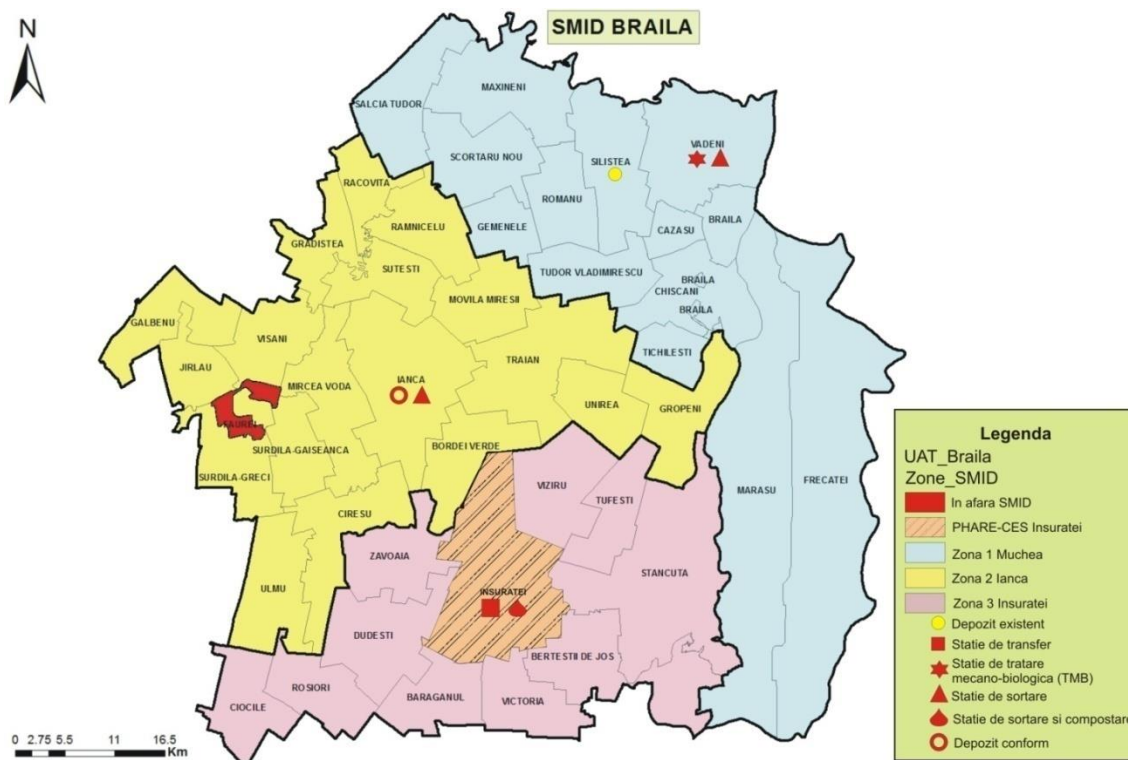 SMID BRAILA
N
MAXINENI
SALCIA TUDOR
VADENI
SCORTARU NOU
SILISTEA
RACOVITA
ROMANU
BRAILA
RAMNICELU
GEMENELE
CAZASU
GRADISTEA
SUTESTI
TUDOR VLADIMIRESCU
BRAILA
CHISCANI
MOVILA MIRESII
BRAILA
GALBENU
VISANI
TICHILESTI
JIRLAU
TRAIAN
IANCA
MIRCEA VODA
UNIREA
GROPENI
FAUREI
BORDEI VERDE
SURDILA-GAISEANCA
SURDILA-GRECI
VIZIRU
TUFESTI
MARASU
FRECATEI
CIRESU
ZAVOAIA
STANCUTA
ULMU
INSURATEI
DUDESTI
BERTESTII DE JOS
ROSIORI
BARAGANUL
VICTORIA
CIOCILE
0 2.75 5.5 11 16.5
Km
Legenda
UAT_Braila
Zone_SMID
In afara SMID
PHARE-CES Insuratei
Zona 1 Muchea
Zona 2 Ianca
Zona 3 Insuratei
Depozit existent
Statie de transfer
Statie de tratare
mecano-biologica (TMB)
Statie de sortare
Statie de sortare si compostare
Depozit conform